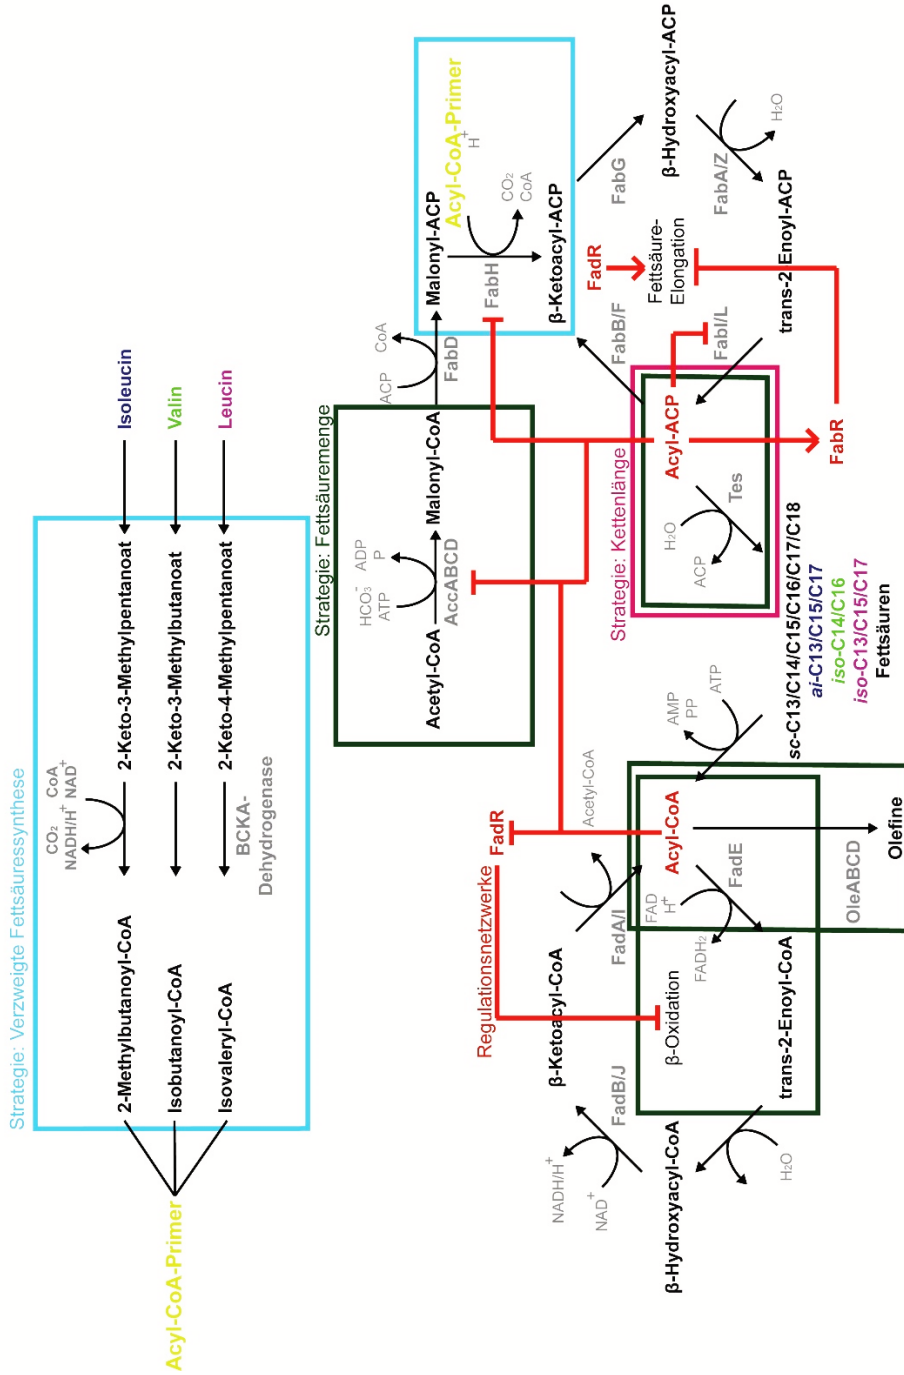 Strategie: Verzweigte Fettsäuressynthese
Acyl-CoA-Primer
2-Methylbutanoyl-CoA
Isobutanoyl-CoA
Isovaleryl-CoA
CO₂
NADH/H⁺
CoA
NAD⁺
BCKA-
Dehydrogenase
2-Keto-3-Methylpentanoat
2-Keto-3-Methylbutanoat
2-Keto-4-Methylpentanoat
Isoleucin
Valin
Leucin
Strategie: Fettsäuremenge
Acetyl-CoA
HCO₃⁻
ATP
ADP
P
AccABCD
Malonyl-CoA
ACP
CoA
FabD
Malonyl-ACP
Acyl-CoA-Primer
H⁺
FabH
CO₂
CoA
β-Ketoacyl-ACP
FabG
β-Hydroxyacyl-ACP
FabA/Z
H₂O
trans-2-Enoyl-ACP
FadR
Fettsäure-
Elongation
FabB/F
FabI/L
FabR
Strategie: Kettenlänge
Acyl-ACP
H₂O
ACP
Tes
sc-C13/C14/C15/C16/C17/C18
ai-C13/C15/C17
iso-C14/C16
iso-C13/C15/C17
Fettsäuren
ATP
AMP
PP
Regulationsnetzwerke
FadR
Acetyl-CoA
β-Ketoacyl-CoA
FadA/I
Acyl-CoA
FAD
H⁺
FADH₂
FadE
β-Oxidation
trans-2-Enoyl-CoA
OleABCD
Olefine
FadB/J
NADH/H⁺
NAD⁺
β-Hydroxyacyl-CoA
H₂O